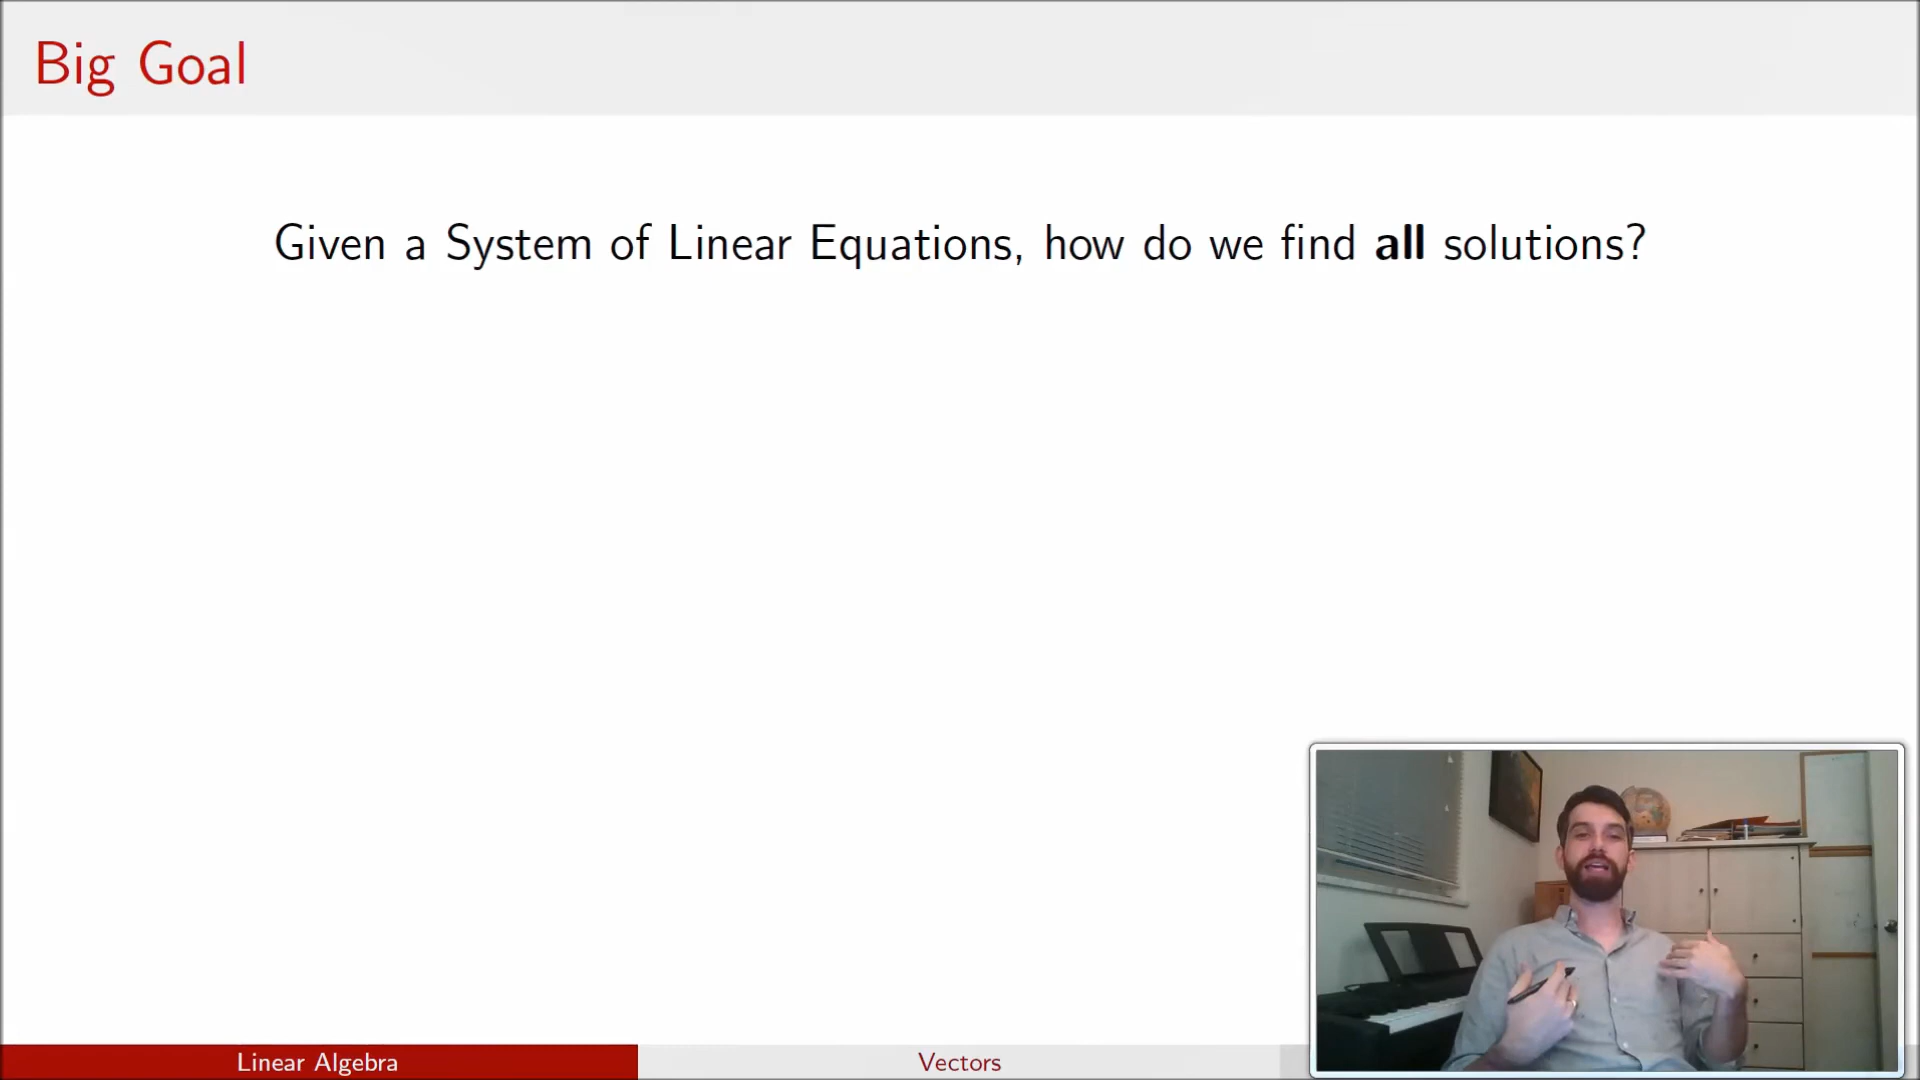 Big Goal
Given a System of Linear Equations, how do we find all solutions?
Linear Algebra
Vectors